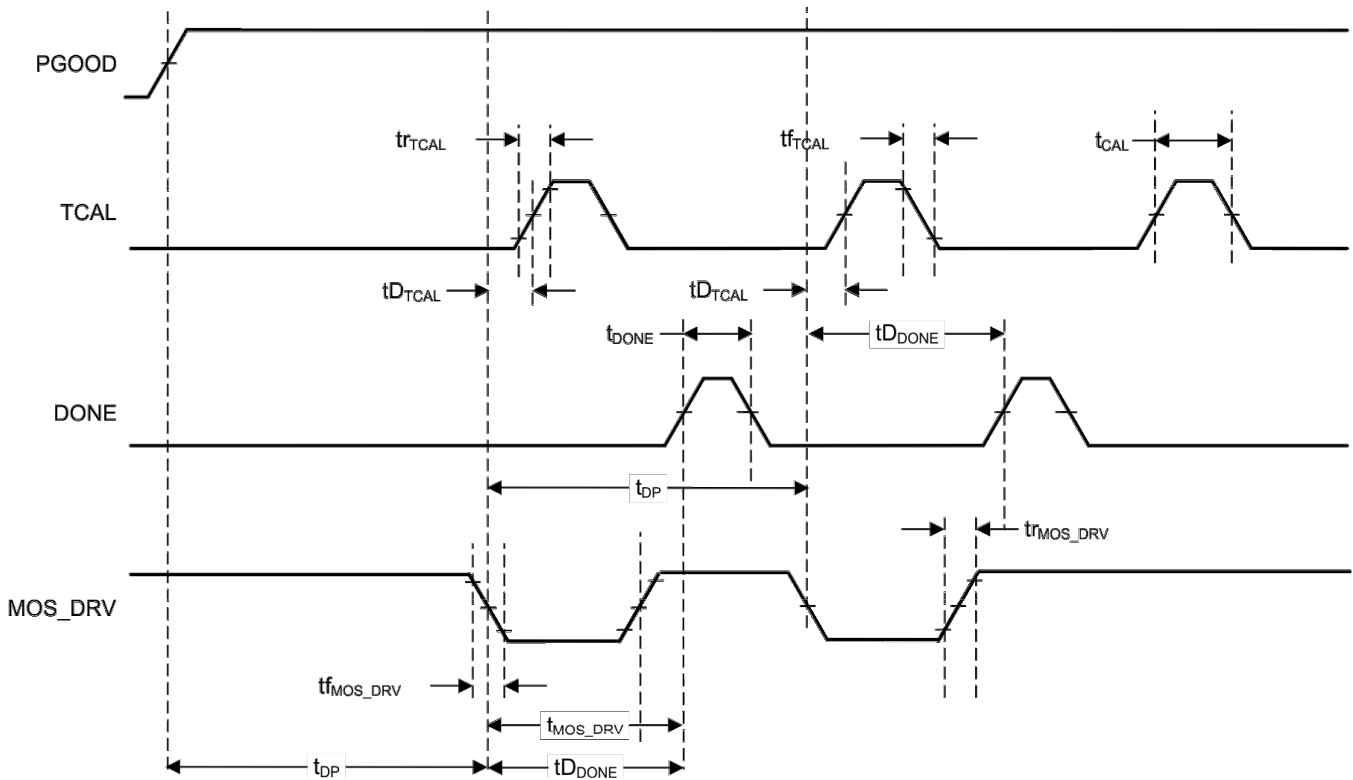 PGOOD
trTCAL
tfTCAL
tCAL
TCAL
tDTCAL
tDTCAL
tDONE
tDDONE
DONE
tDP
trMOS_DRV
MOS_DRV
tfMOS_DRV
tMOS_DRV
tDP
tDDONE